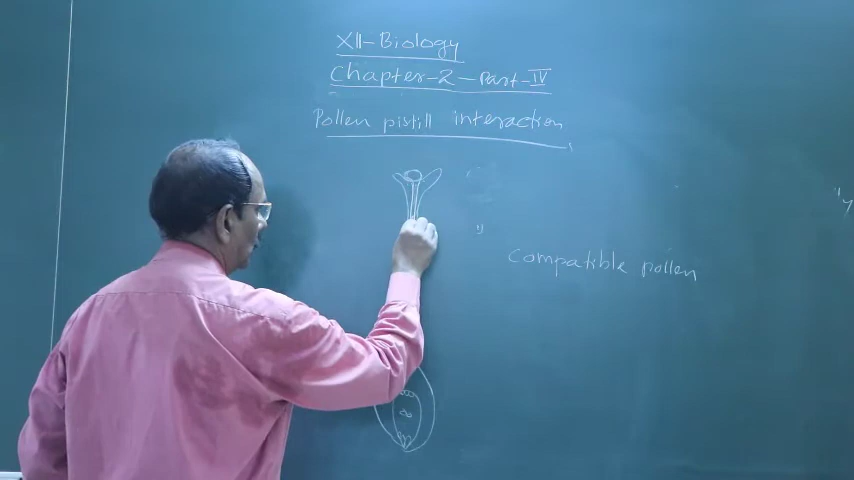 XII-Biology
Chapter-2-Part-IV
Pollen pistill interaction
compatible pollen